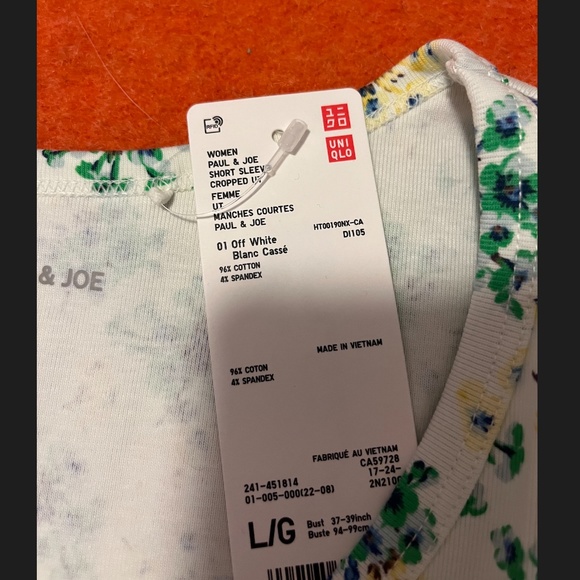 RFID
ユニ
クロ
UNI
QLO
WOMEN
PAUL & JOE
SHORT SLEEV
CROPPED UT
FEMME
UT
MANCHES COURTES
PAUL & JOE
01 Off White
Blanc Cassé
HT00190NX-CA
DI105
96% COTTON
4% SPANDEX
& JOE
MADE IN VIETNAM
96% COTON
4% SPANDEX
FABRIQUÉ AU VIETNAM
CA59728
17-24-
2N210
241-451814
01-005-000(22-08)
L/G
Bust 37-39inch
Buste 94-99cm